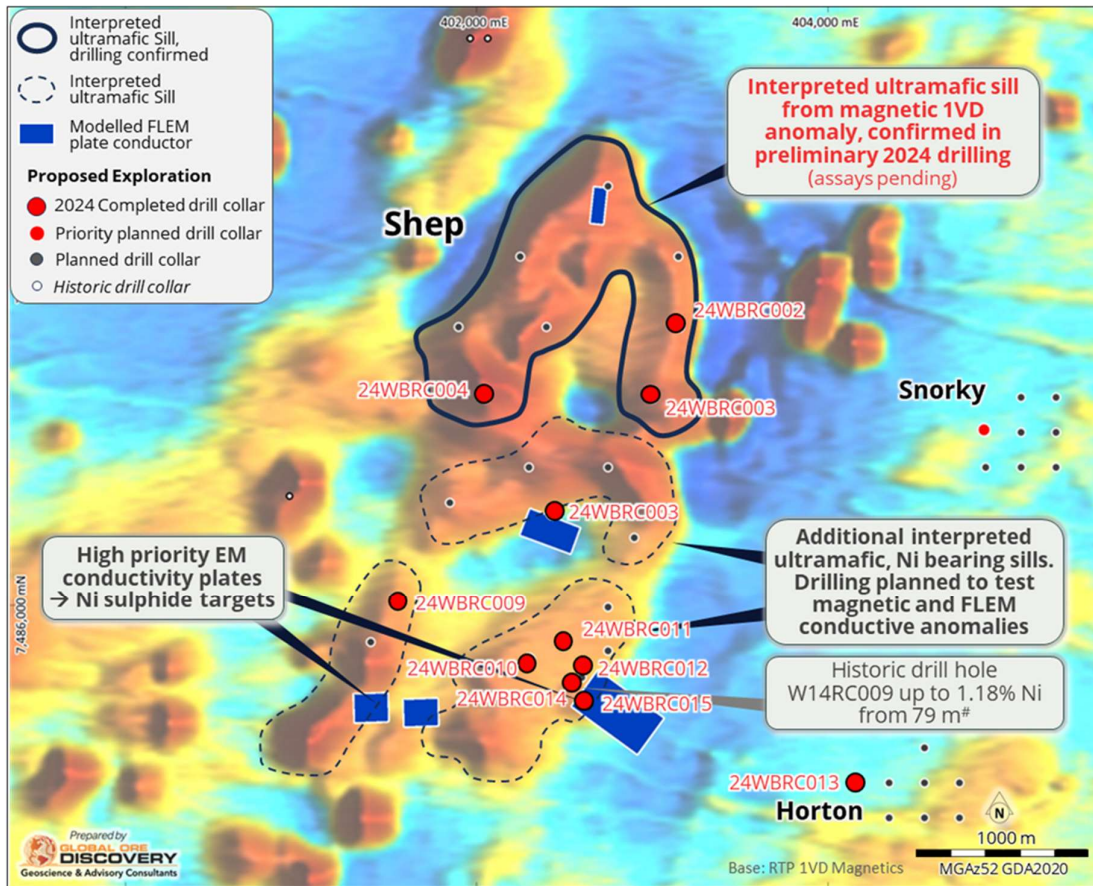 402,000 mE
404,000 mE
Interpreted
ultramafic Sill,
drilling confirmed
Interpreted
ultramafic Sill
Modelled FLEM
plate conductor
Proposed Exploration
2024 Completed drill collar
Priority planned drill collar
Planned drill collar
Historic drill collar
Interpreted ultramafic sill
from magnetic 1VD
anomaly, confirmed in
preliminary 2024 drilling
(assays pending)
Shep
24WBRC002
24WBRC004
24WBRC003
Snorky
24WBRC003
High priority EM
conductivity plates
→ Ni sulphide targets
Additional interpreted
ultramafic, Ni bearing sills.
Drilling planned to test
magnetic and FLEM
conductive anomalies
7,486,000 mN
24WBRC009
24WBRC011
24WBRC010
24WBRC012
24WBRC014
24WBRC015
Historic drill hole
W14RC009 up to 1.18% Ni
from 79 m#
24WBRC013
Horton
N
1000 m
MGAz52 GDA2020
Base: RTP 1VD Magnetics
Prepared by
GLOBAL ORE
DISCOVERY
Geoscience & Advisory Consultants